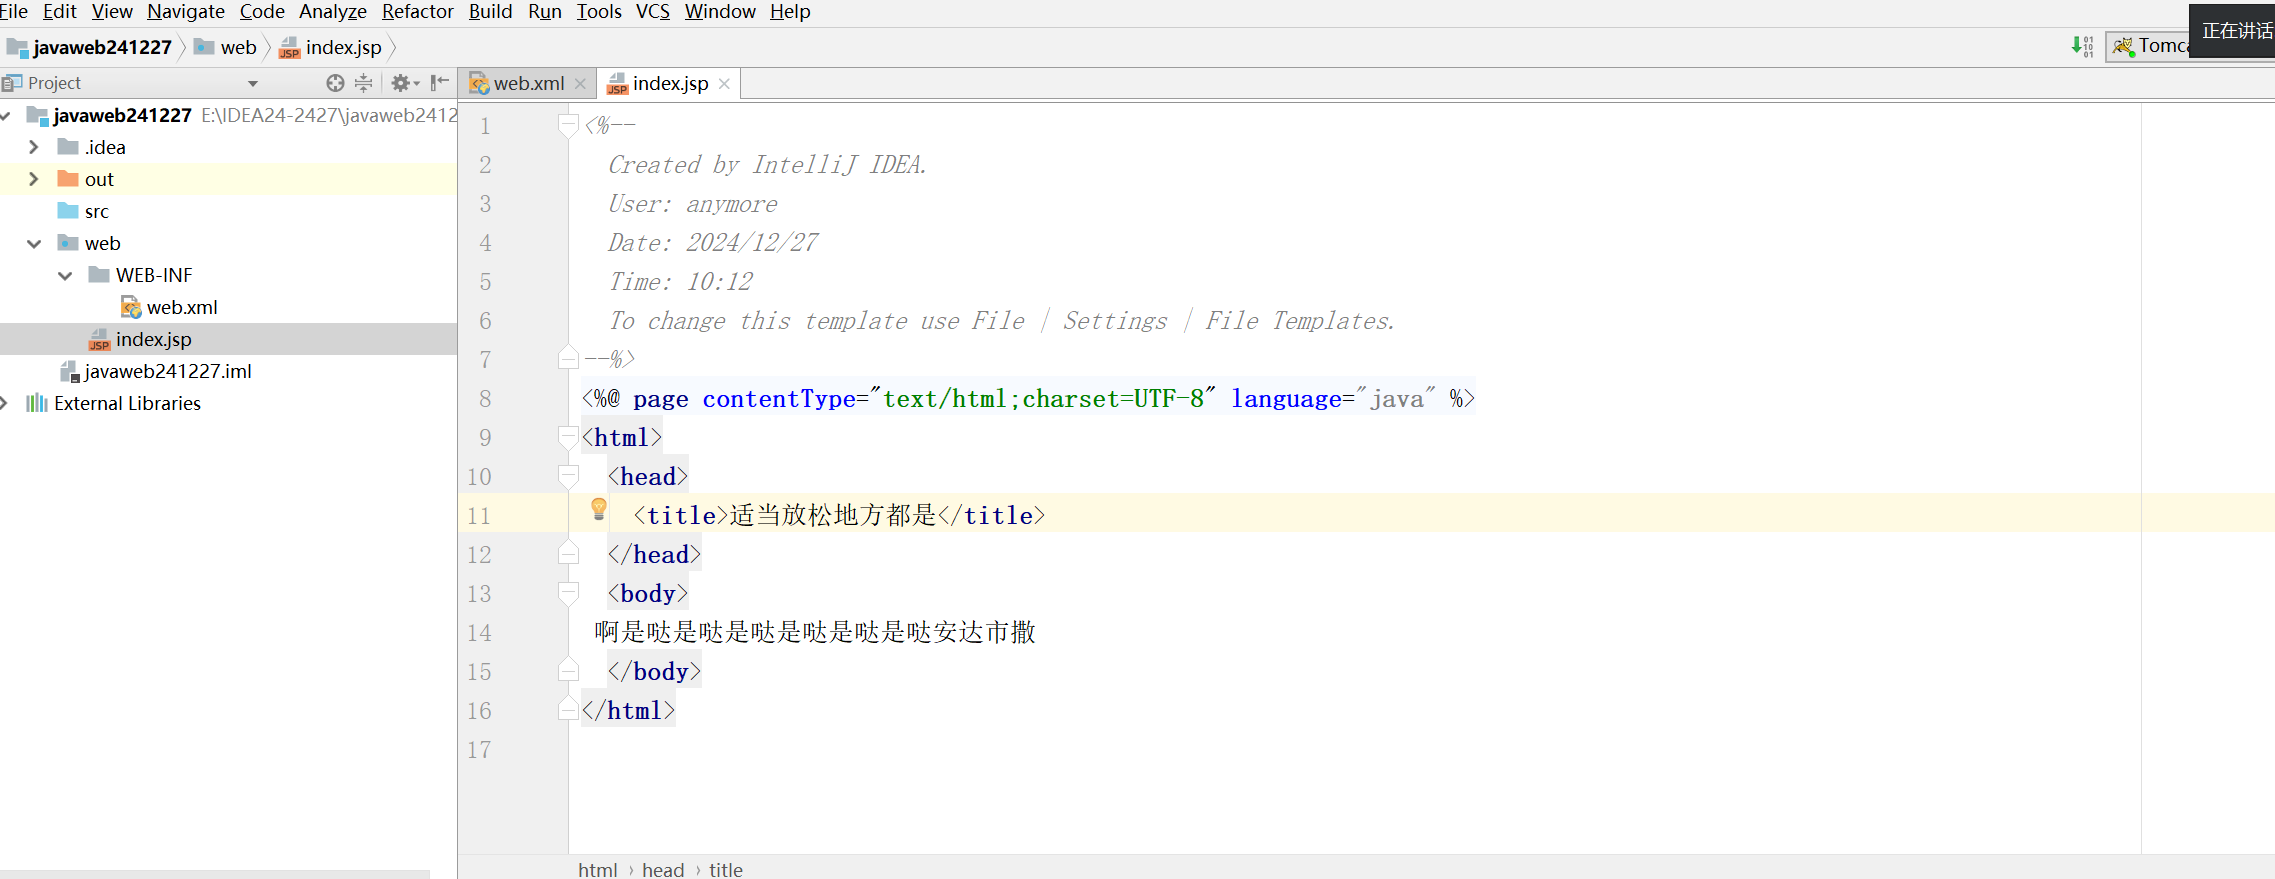 File Edit View Navigate Code Analyze Refactor Build Run Tools VCS Window Help
正在讲话
javaweb241227 web index.jsp
Project
web.xml index.jsp
javaweb241227 E:\IDEA24-2427\javaweb2412
.idea
out
src
web
WEB-INF
web.xml
index.jsp
javaweb241227.iml
External Libraries
1 <%--
2 Created by IntelliJ IDEA.
3 User: anymore
4 Date: 2024/12/27
5 Time: 10:12
6 To change this template use File | Settings | File Templates.
7 --%>
8 <%@ page contentType="text/html;charset=UTF-8" language="java" %>
9 <html>
10 <head>
11 <title>适当放松地方都是</title>
12 </head>
13 <body>
14 啊是哒是哒是哒是哒是哒是哒安达市撒
15 </body>
16 </html>
17
html › head › title